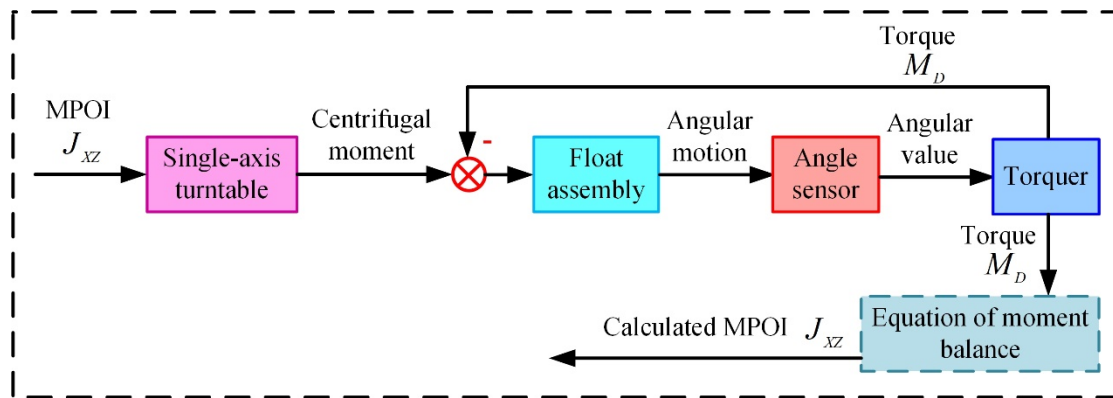 Torque
M_D
MPOI
J_XZ
Centrifugal
moment
-
Angular
motion
Angular
value
Single-axis
turntable
Float
assembly
Angle
sensor
Torquer
Torque
M_D
Equation of moment
balance
Calculated MPOI J_XZ